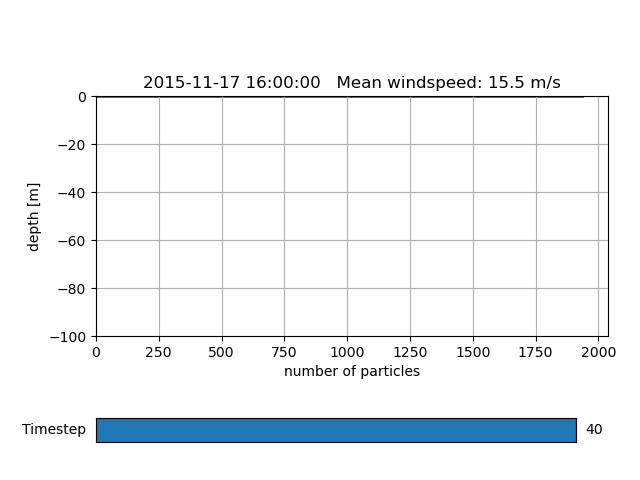 2015-11-17 16:00:00   Mean windspeed: 15.5 m/s
0
−20
−40
−60
−80
−100
depth [m]
0 250 500 750 1000 1250 1500 1750 2000
number of particles
Timestep 40